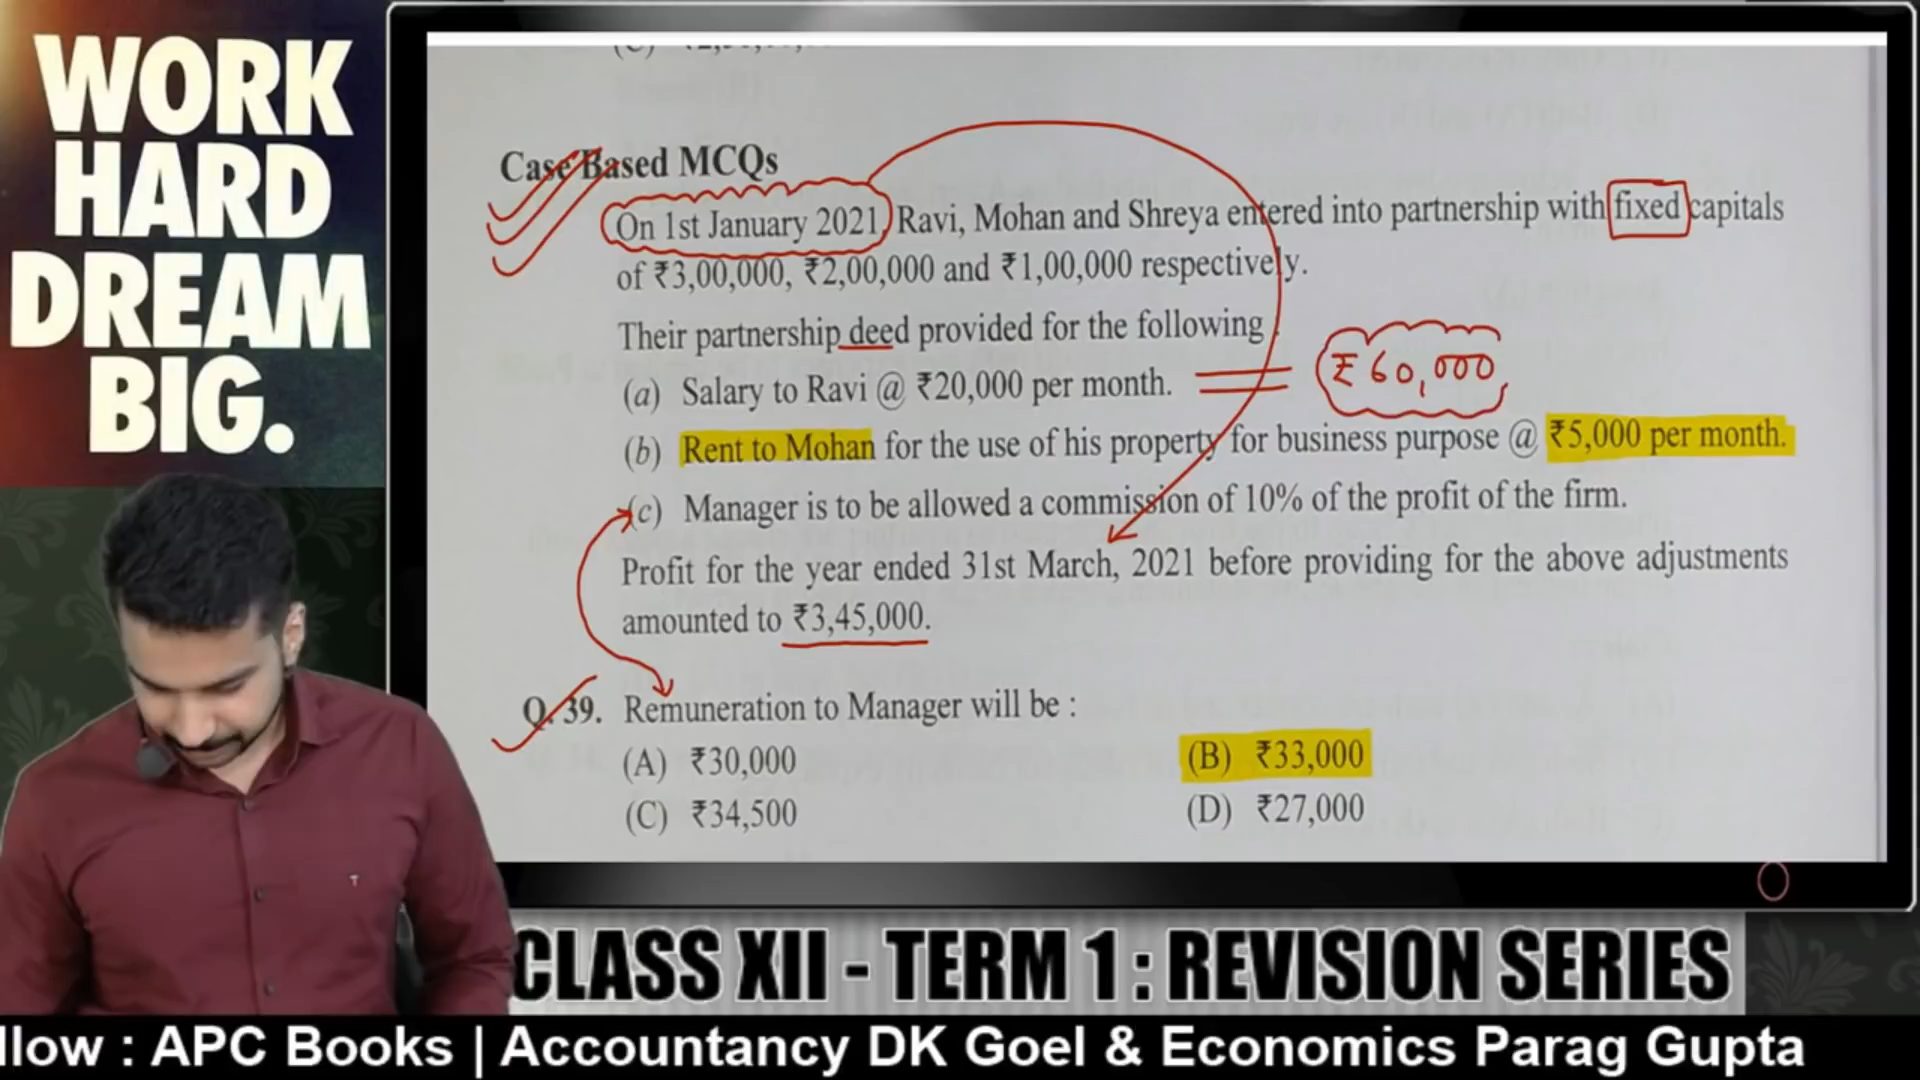 WORK
HARD
DREAM
BIG.
Case Based MCQs
On 1st January 2021, Ravi, Mohan and Shreya entered into partnership with fixed capitals
of ₹3,00,000, ₹2,00,000 and ₹1,00,000 respectively.
Their partnership deed provided for the following
(a) Salary to Ravi @ ₹20,000 per month.
₹60,000
(b) Rent to Mohan for the use of his property for business purpose @ ₹5,000 per month.
(c) Manager is to be allowed a commission of 10% of the profit of the firm.
Profit for the year ended 31st March, 2021 before providing for the above adjustments
amounted to ₹3,45,000.
Q. 39. Remuneration to Manager will be :
(A) ₹30,000 (B) ₹33,000
(C) ₹34,500 (D) ₹27,000
CLASS XII - TERM 1 : REVISION SERIES
llow : APC Books | Accountancy DK Goel & Economics Parag Gupta